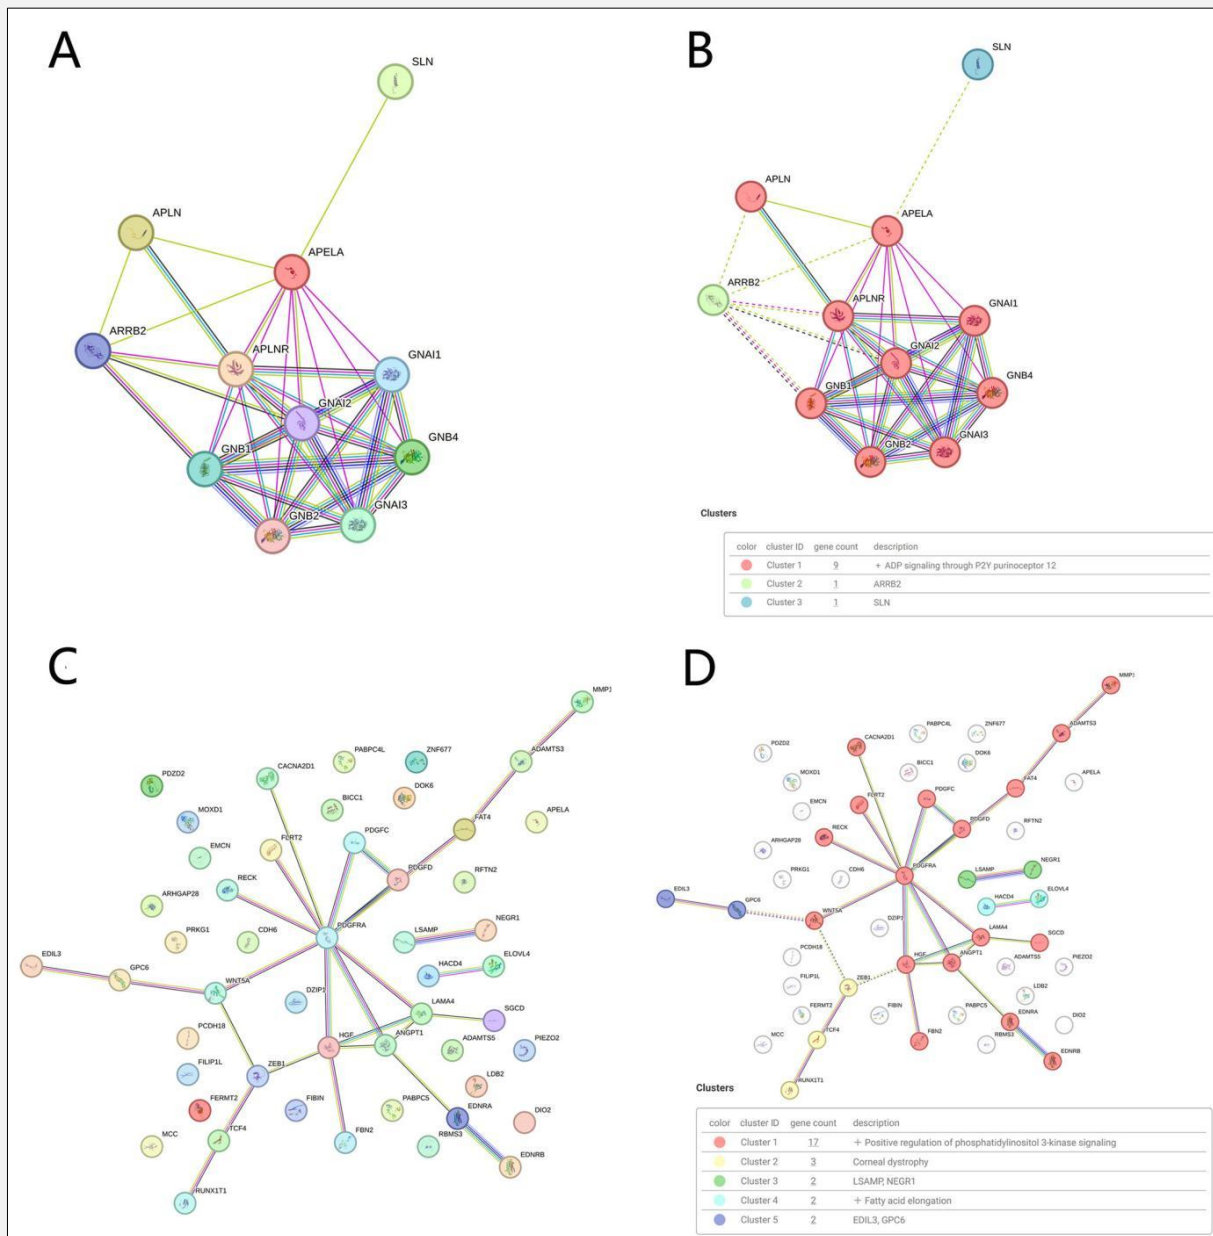 A
SLN
APLN
APELA
ARRB2
APLNR
GNAI1
GNAI2
GNB1
GNB4
GNAI3
GNB2
B
SLN
APLN
APELA
ARRB2
APLNR
GNAI1
GNAI2
GNB4
GNB1
GNB2
GNAI3
Clusters
color cluster ID gene count description
Cluster 1 9 + ADP signaling through P2Y purinoceptor 12
Cluster 2 1 ARRB2
Cluster 3 1 SLN
C
MMP1
PABPC4L
ZNF677
ADAMTS3
CACNA2D1
PDZD2
BICC1
DOK6
MOXD1
FAT4
APELA
FLRT2
PDGFC
EMCN
PDGFD
RECK
RFTN2
ARHGAP28
PDGFRA
LSAMP
NEGR1
PRKG1
CDH6
HACD4
ELOVL4
EDIL3
GPC6
WNT5A
DZIP1
LAMA4
SGCD
PCDH18
HGF
ANGPT1
ADAMTS5
PIEZO2
FILIP1L
ZEB1
LDB2
FERMT2
FIBIN
PABPC5
EDNRA
DIO2
MCC
TCF4
FBN2
RBMS3
EDNRB
RUNX1T1
D
MMP1
PABPC4L
ZNF677
ADAMTS3
CACNA2D1
PDZD2
BICC1
DOK6
MOXD1
FAT4
APELA
FLRT2
PDGFC
EMCN
PDGFD
RECK
RFTN2
ARHGAP28
PDGFRA
LSAMP
NEGR1
PRKG1
CDH6
HACD4
ELOVL4
EDIL3
GPC6
WNT5A
DZIP1
LAMA4
SGCD
PCDH18
HGF
ANGPT1
ADAMTS5
PIEZO2
FILIP1L
ZEB1
LDB2
FERMT2
FIBIN
PABPC5
EDNRA
DIO2
MCC
TCF4
FBN2
RBMS3
EDNRB
RUNX1T1
Clusters
color cluster ID gene count description
Cluster 1 17 + Positive regulation of phosphatidylinositol 3-kinase signaling
Cluster 2 3 Corneal dystrophy
Cluster 3 2 LSAMP, NEGR1
Cluster 4 2 + Fatty acid elongation
Cluster 5 2 EDIL3, GPC6